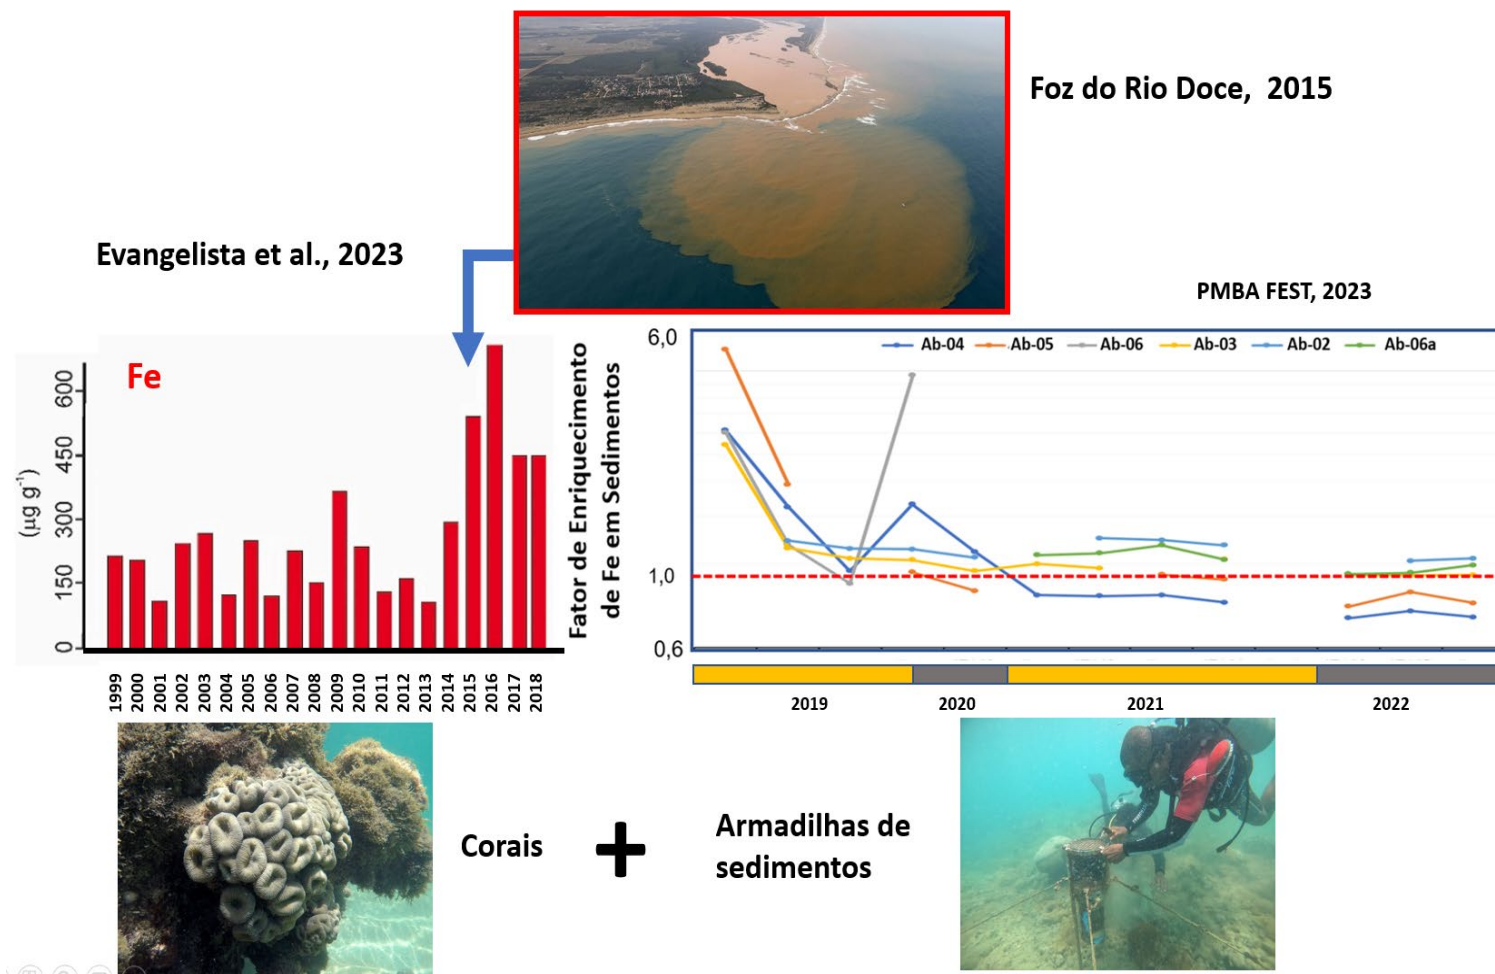 Foz do Rio Doce, 2015
Evangelista et al., 2023
PMBA FEST, 2023
Fe
(µg g⁻¹)
600
450
300
150
0
1999
2000
2001
2002
2003
2004
2005
2006
2007
2008
2009
2010
2011
2012
2013
2014
2015
2016
2017
2018
Fator de Enriquecimento
de Fe em Sedimentos
6,0
1,0
0,6
Ab-04
Ab-05
Ab-06
Ab-03
Ab-02
Ab-06a
2019
2020
2021
2022
Corais
+
Armadilhas de
sedimentos